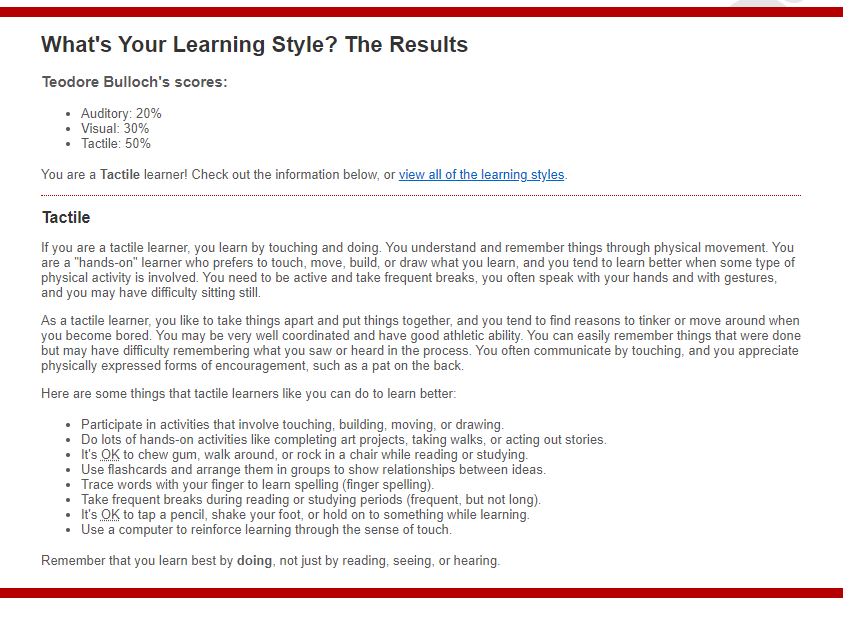 What's Your Learning Style? The Results
Teodore Bulloch's scores:
Auditory: 20%
Visual: 30%
Tactile: 50%
You are a Tactile learner! Check out the information below, or view all of the learning styles.
Tactile
If you are a tactile learner, you learn by touching and doing. You understand and remember things through physical movement. You
are a "hands-on" learner who prefers to touch, move, build, or draw what you learn, and you tend to learn better when some type of
physical activity is involved. You need to be active and take frequent breaks, you often speak with your hands and with gestures,
and you may have difficulty sitting still.
As a tactile learner, you like to take things apart and put things together, and you tend to find reasons to tinker or move around when
you become bored. You may be very well coordinated and have good athletic ability. You can easily remember things that were done
but may have difficulty remembering what you saw or heard in the process. You often communicate by touching, and you appreciate
physically expressed forms of encouragement, such as a pat on the back.
Here are some things that tactile learners like you can do to learn better:
Participate in activities that involve touching, building, moving, or drawing.
Do lots of hands-on activities like completing art projects, taking walks, or acting out stories.
It's OK to chew gum, walk around, or rock in a chair while reading or studying.
Use flashcards and arrange them in groups to show relationships between ideas.
Trace words with your finger to learn spelling (finger spelling).
Take frequent breaks during reading or studying periods (frequent, but not long).
It's OK to tap a pencil, shake your foot, or hold on to something while learning.
Use a computer to reinforce learning through the sense of touch.
Remember that you learn best by doing, not just by reading, seeing, or hearing.